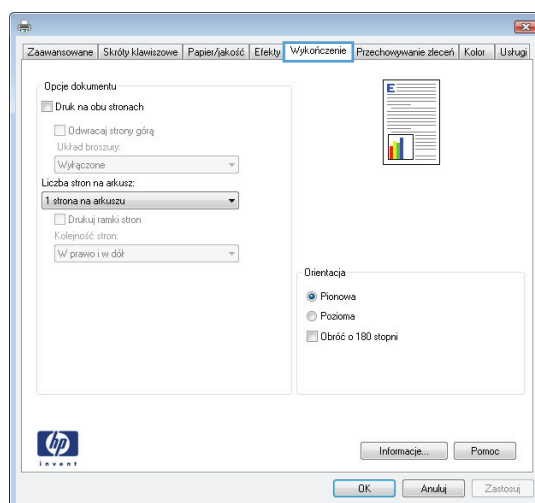 Zaawansowane Skróty klawiszowe Papier/jakość Efekty Wykończenie Przechowywanie zleceń Kolor Usługi
Opcje dokumentu
Druk na obu stronach
Odwracaj strony górą
Układ broszury:
Wyłączone
Liczba stron na arkusz:
1 strona na arkuszu
Drukuj ramki stron
Kolejność stron:
W prawo i w dół
E
Orientacja
Pionowa
Pozioma
Obróć o 180 stopni
hp
invent
Informacje... Pomoc
OK Anuluj Zastosuj